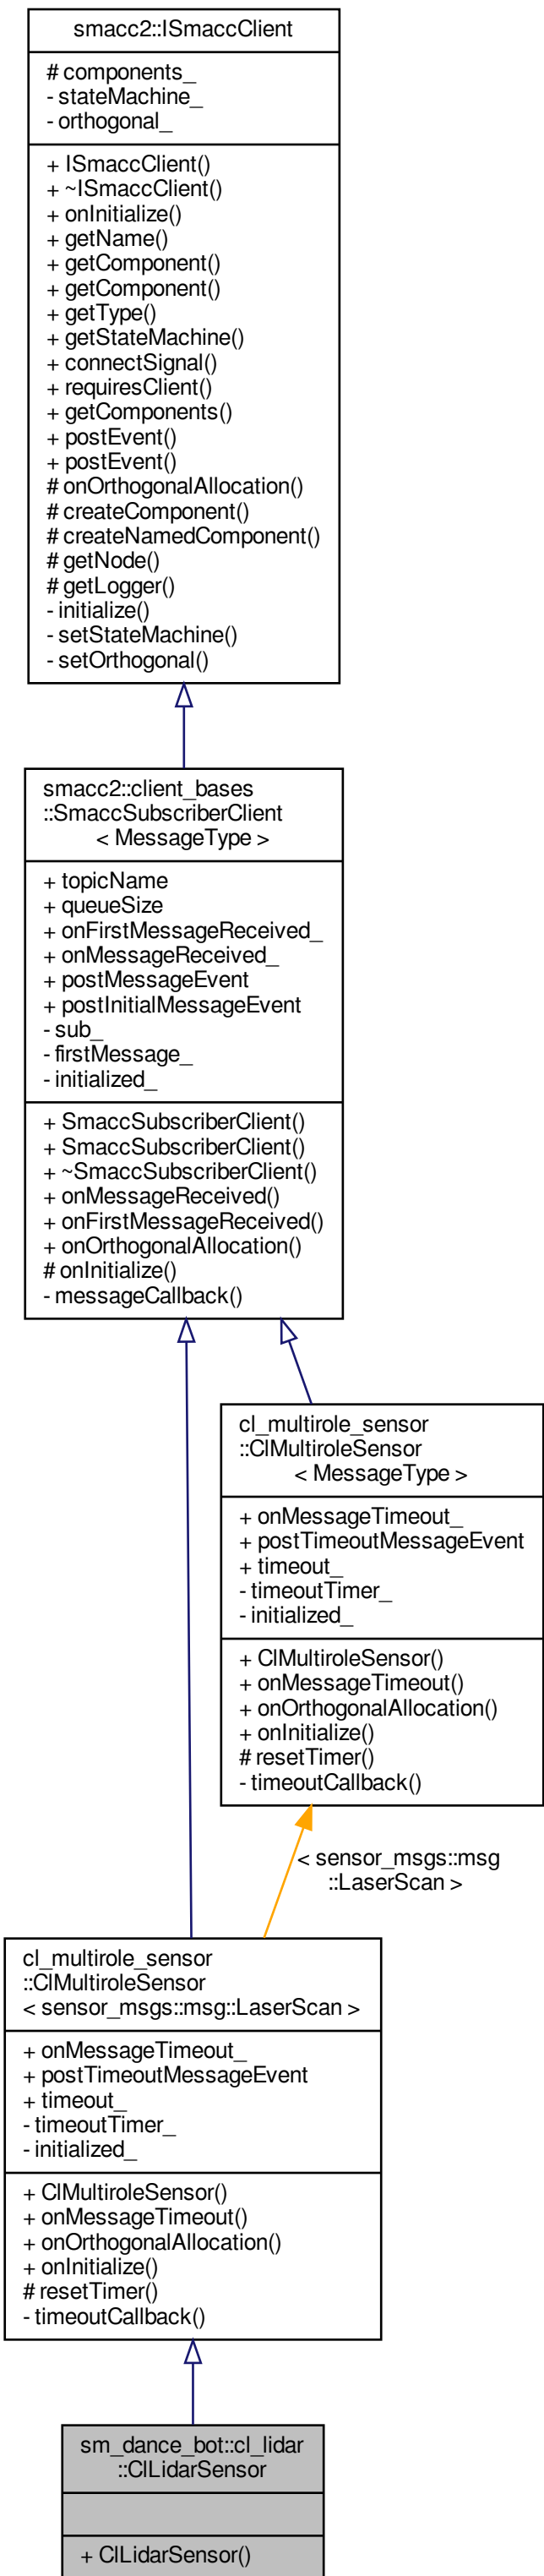 smacc2::ISmaccClient
# components_
- stateMachine_
- orthogonal_
+ ISmaccClient()
+ ~ISmaccClient()
+ onInitialize()
+ getName()
+ getComponent()
+ getComponent()
+ getType()
+ getStateMachine()
+ connectSignal()
+ requiresClient()
+ getComponents()
+ postEvent()
+ postEvent()
# onOrthogonalAllocation()
# createComponent()
# createNamedComponent()
# getNode()
# getLogger()
- initialize()
- setStateMachine()
- setOrthogonal()
smacc2::client_bases
::SmaccSubscriberClient
< MessageType >
+ topicName
+ queueSize
+ onFirstMessageReceived_
+ onMessageReceived_
+ postMessageEvent
+ postInitialMessageEvent
- sub_
- firstMessage_
- initialized_
+ SmaccSubscriberClient()
+ SmaccSubscriberClient()
+ ~SmaccSubscriberClient()
+ onMessageReceived()
+ onFirstMessageReceived()
+ onOrthogonalAllocation()
# onInitialize()
- messageCallback()
cl_multirole_sensor
::ClMultiroleSensor
< MessageType >
+ onMessageTimeout_
+ postTimeoutMessageEvent
+ timeout_
- timeoutTimer_
- initialized_
+ ClMultiroleSensor()
+ onMessageTimeout()
+ onOrthogonalAllocation()
+ onInitialize()
# resetTimer()
- timeoutCallback()
< sensor_msgs::msg
::LaserScan >
cl_multirole_sensor
::ClMultiroleSensor
< sensor_msgs::msg::LaserScan >
+ onMessageTimeout_
+ postTimeoutMessageEvent
+ timeout_
- timeoutTimer_
- initialized_
+ ClMultiroleSensor()
+ onMessageTimeout()
+ onOrthogonalAllocation()
+ onInitialize()
# resetTimer()
- timeoutCallback()
sm_dance_bot::cl_lidar
::ClLidarSensor
+ ClLidarSensor()